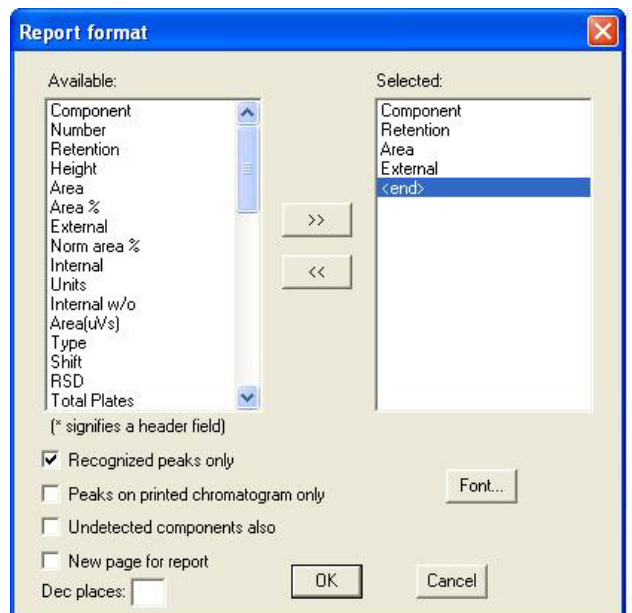 Report format
Available:
Component
Number
Retention
Height
Area
Area %
External
Norm area %
Internal
Units
Internal w/o
Area(uVs)
Type
Shift
RSD
Total Plates
(* signifies a header field)
>>
<<
Selected:
Component
Retention
Area
External
<end>
Recognized peaks only
Peaks on printed chromatogram only
Undetected components also
New page for report
Dec places:
Font...
OK
Cancel